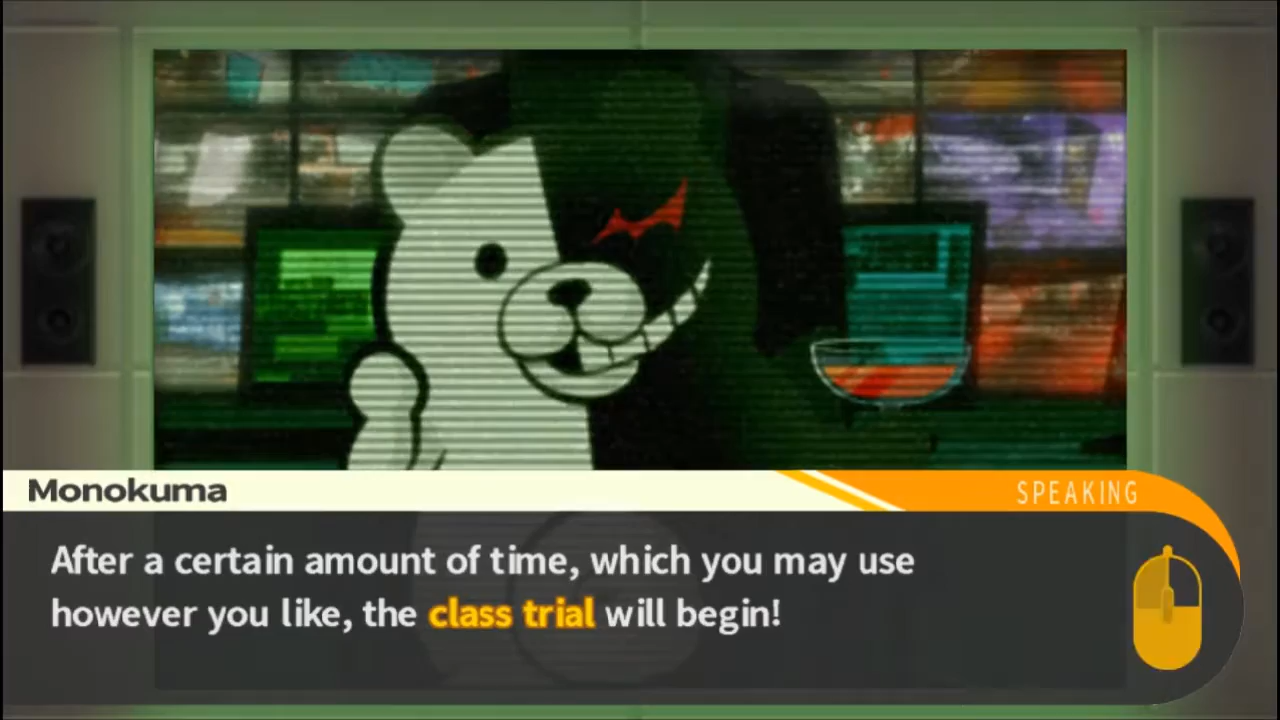 Monokuma
SPEAKING
After a certain amount of time, which you may use
however you like, the class trial will begin!